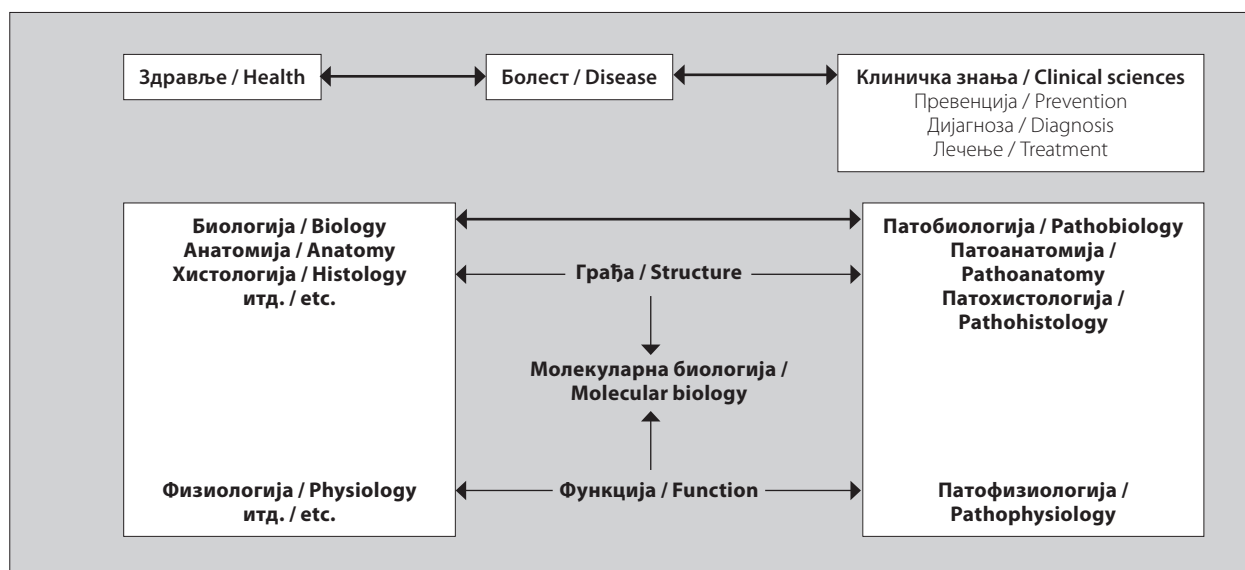 Здравље / Health
Болест / Disease
Клиничка знања / Clinical sciences
Превенција / Prevention
Дијагноза / Diagnosis
Лечење / Treatment
Биологија / Biology
Анатомија / Anatomy
Хистологија / Histology
итд. / etc.
Физиологија / Physiology
итд. / etc.
Грађа / Structure
Молекуларна биологија /
Molecular biology
Функција / Function
Патобиологија / Pathobiology
Патоанатомија /
Pathoanatomy
Патохистологија /
Pathohistology
Патофизиологија /
Pathophysiology